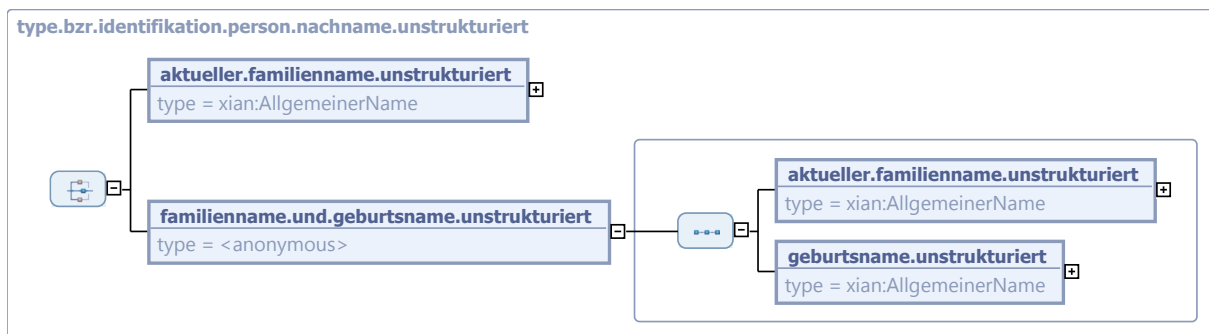 type.bzr.identifikation.person.nachname.unstrukturiert
aktueller.familienname.unstrukturiert
type = xian:AllgemeinerName
familienname.und.geburtsname.unstrukturiert
type = <anonymous>
aktueller.familienname.unstrukturiert
type = xian:AllgemeinerName
geburtsname.unstrukturiert
type = xian:AllgemeinerName